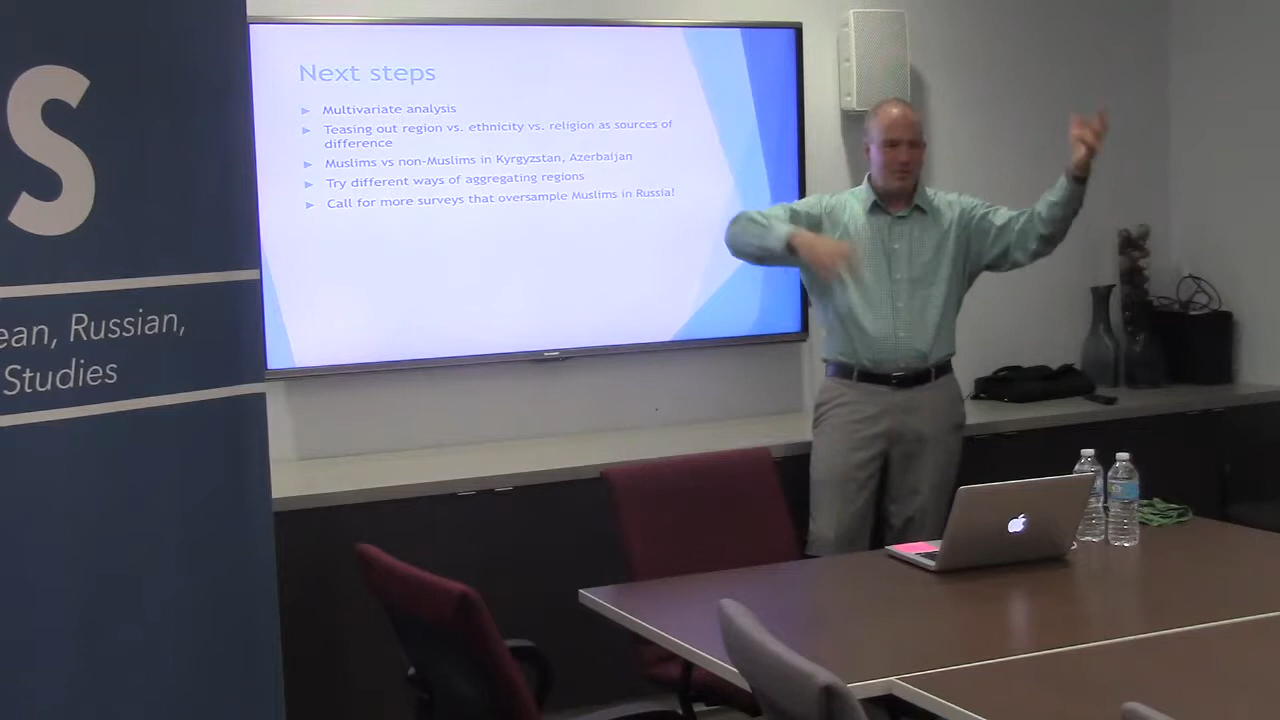 S
ean, Russian,
Studies
Next steps
Multivariate analysis
Teasing out region vs. ethnicity vs. religion as sources of
difference
Muslims vs non-Muslims in Kyrgyzstan, Azerbaijan
Try different ways of aggregating regions
Call for more surveys that oversample Muslims in Russia!